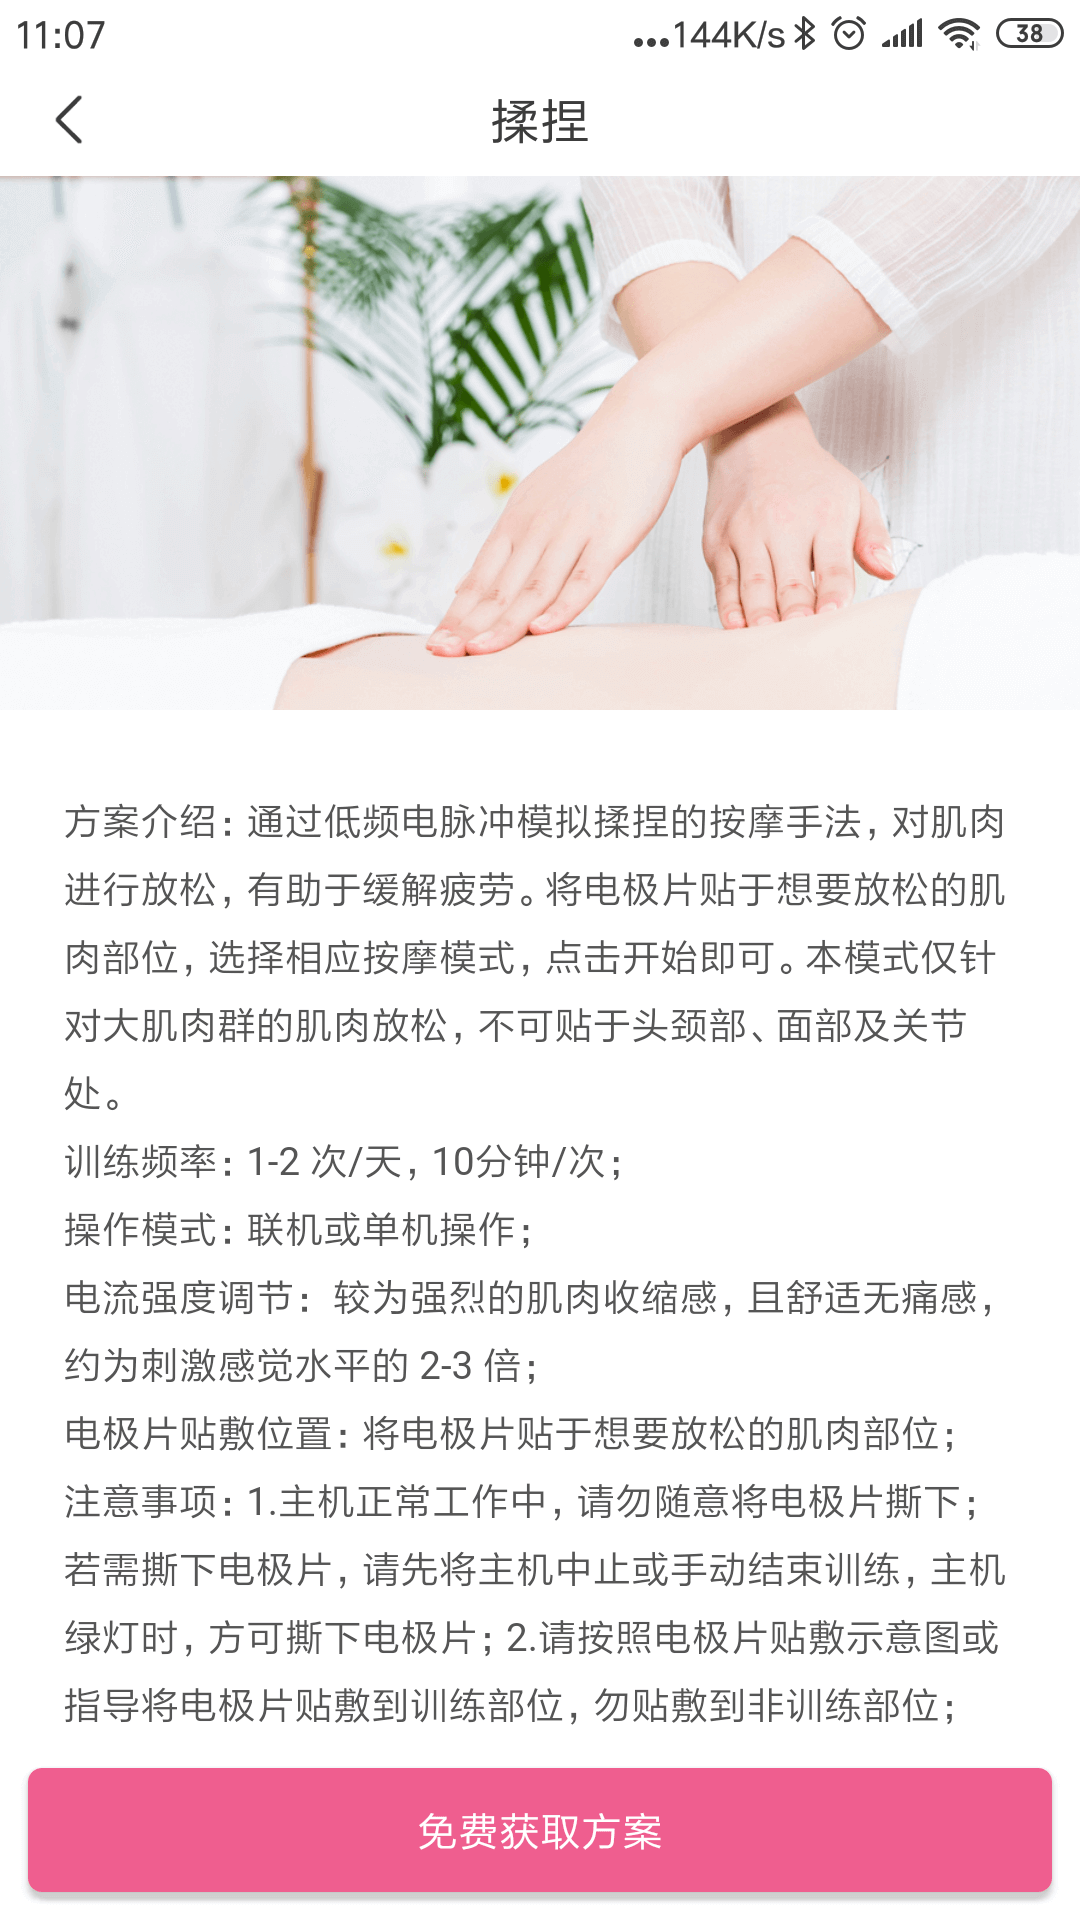 11:07
...144K/s
38
揉捏
方案介绍：通过低频电脉冲模拟揉捏的按摩手法，对肌肉
进行放松，有助于缓解疲劳。将电极片贴于想要放松的肌
肉部位，选择相应按摩模式，点击开始即可。本模式仅针
对大肌肉群的肌肉放松，不可贴于头颈部、面部及关节
处。
训练频率：1-2 次/天，10分钟/次；
操作模式：联机或单机操作；
电流强度调节：较为强烈的肌肉收缩感，且舒适无痛感，
约为刺激感觉水平的 2-3 倍；
电极片贴敷位置：将电极片贴于想要放松的肌肉部位；
注意事项：1.主机正常工作中，请勿随意将电极片撕下；
若需撕下电极片，请先将主机中止或手动结束训练，主机
绿灯时，方可撕下电极片；2.请按照电极片贴敷示意图或
指导将电极片贴敷到训练部位，勿贴敷到非训练部位；
免费获取方案